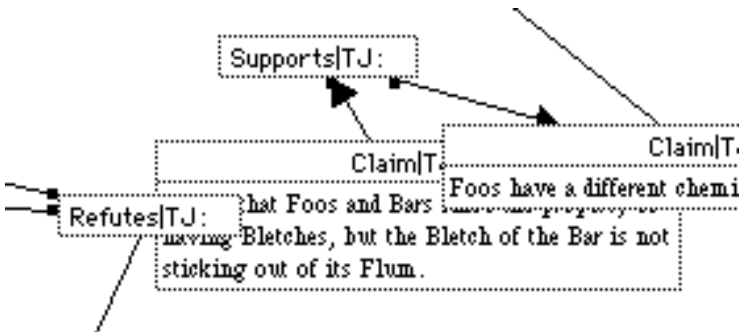 Supports|TJ:
Claim|T
Claim|T
Foos have a different chemi
Refutes|TJ:
hat Foos and Bars
having Bletches, but the Bletch of the Bar is not
sticking out of its Flum.